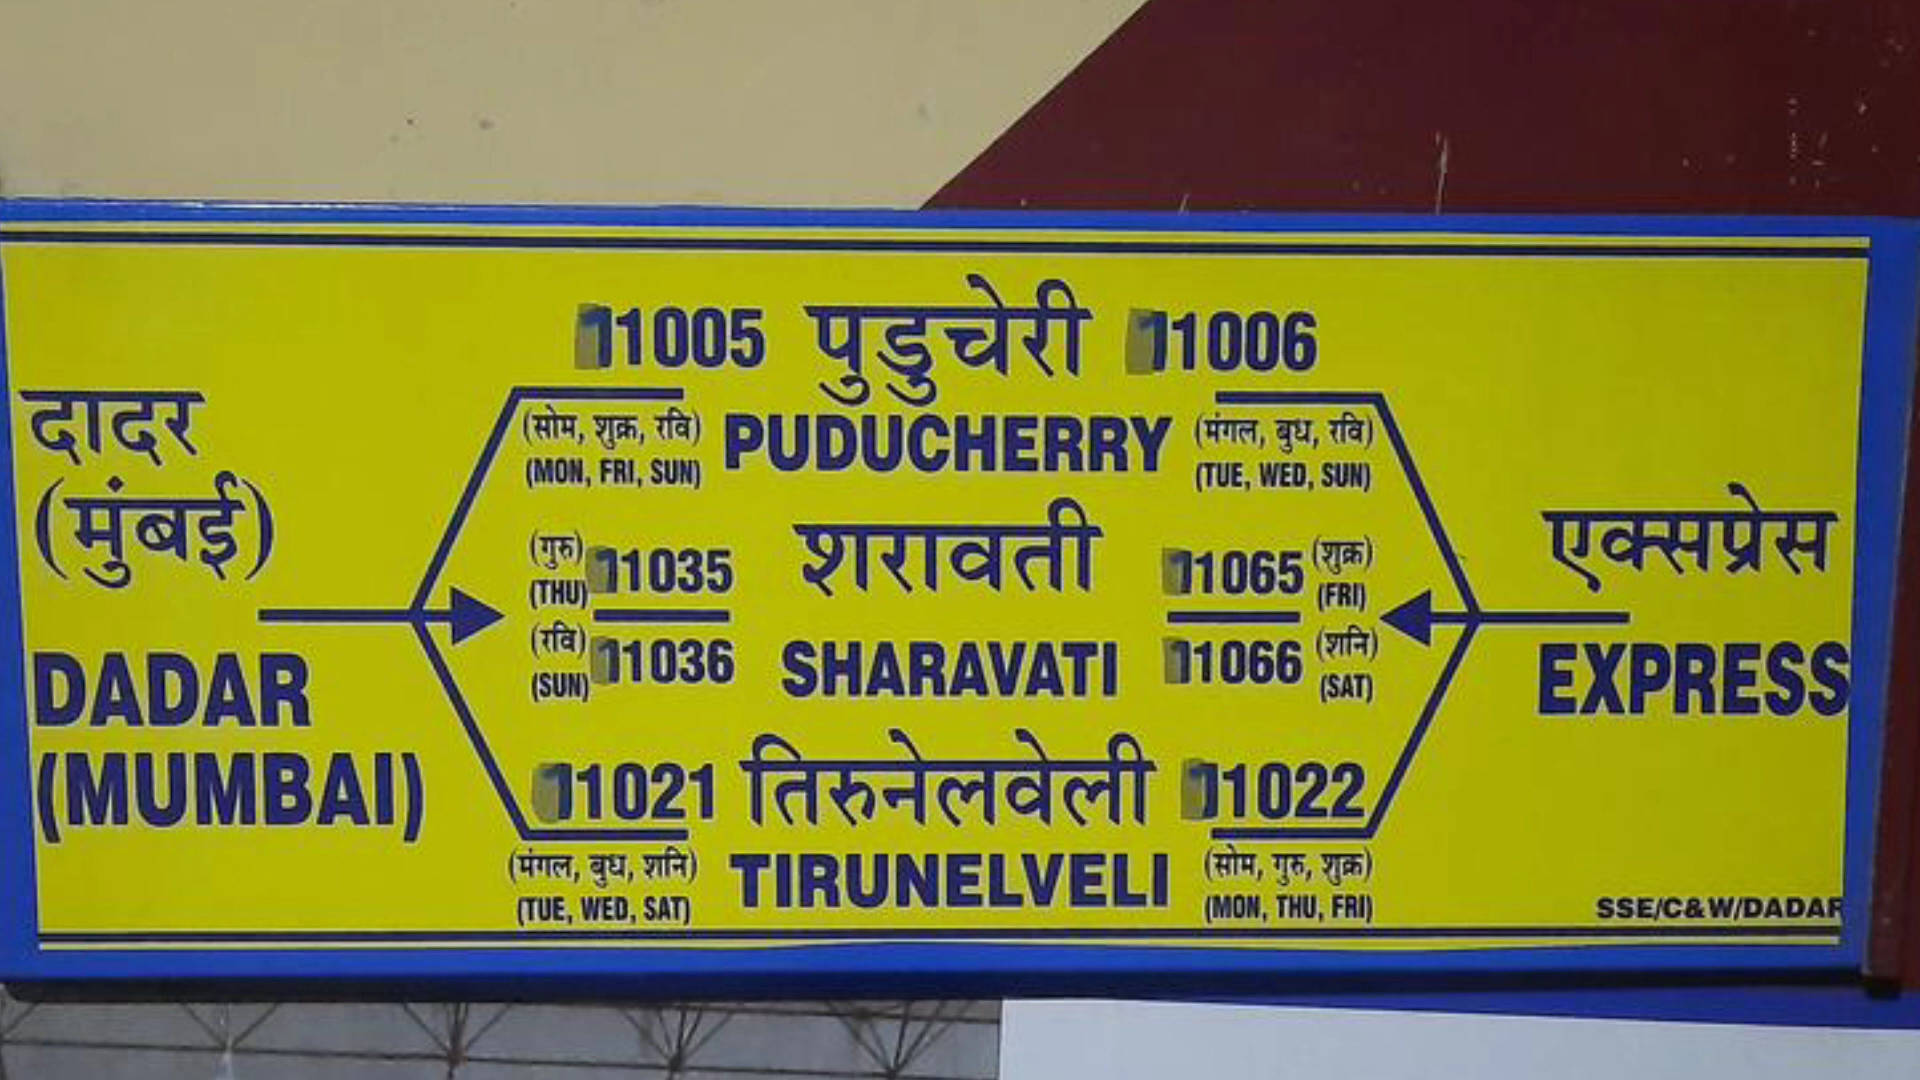 11005 पुडुचेरी 11006
(सोम, शुक्र, रवि) PUDUCHERRY (मंगल, बुध, रवि)
(MON, FRI, SUN) (TUE, WED, SUN)
दादर
(मुंबई)
DADAR
(MUMBAI)
(गुरु) 11035 शरावती 11065 (शुक्र)
(THU) (FRI)
(रवि) 11036 SHARAVATI 11066 (शनि)
(SUN) (SAT)
एक्सप्रेस
EXPRESS
11021 तिरुनेलवेली 11022
(मंगल, बुध, शनि) TIRUNELVELI (सोम, गुरु, शुक्र)
(TUE, WED, SAT) (MON, THU, FRI)
SSE/C&W/DADAR